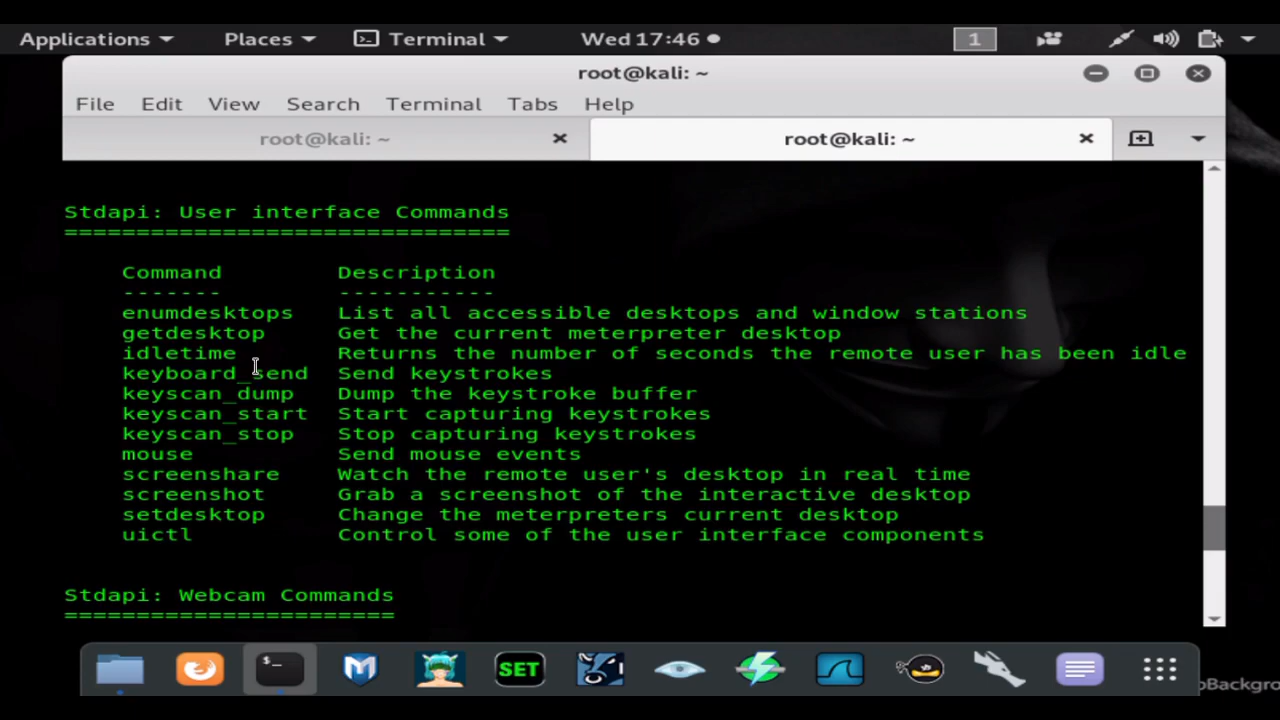 Applications Places Terminal Wed 17:46 1
root@kali: ~
File Edit View Search Terminal Tabs Help
root@kali: ~ root@kali: ~
Stdapi: User interface Commands
===============================
Command Description
------- -----------
enumdesktops List all accessible desktops and window stations
getdesktop Get the current meterpreter desktop
idletime Returns the number of seconds the remote user has been idle
keyboard_send Send keystrokes
keyscan_dump Dump the keystroke buffer
keyscan_start Start capturing keystrokes
keyscan_stop Stop capturing keystrokes
mouse Send mouse events
screenshare Watch the remote user's desktop in real time
screenshot Grab a screenshot of the interactive desktop
setdesktop Change the meterpreters current desktop
uictl Control some of the user interface components
Stdapi: Webcam Commands
=======================
$_ SET